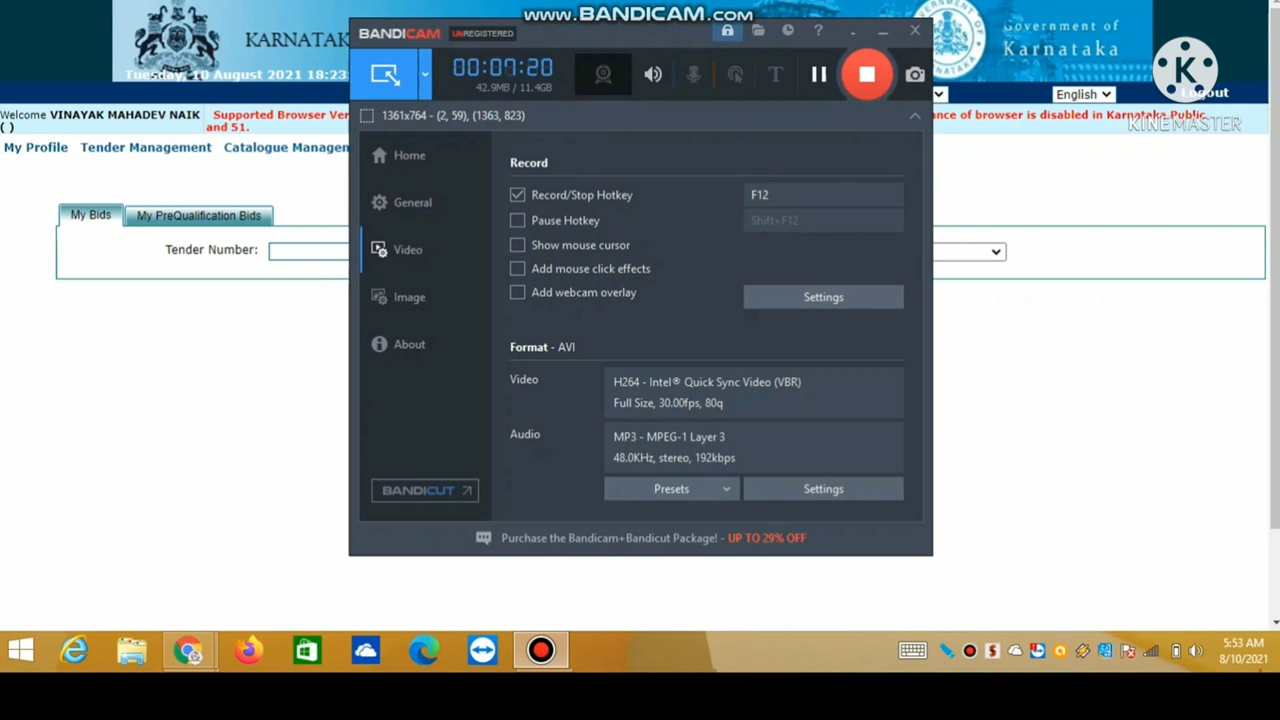 www.BANDICAM.com
BANDICAM UNREGISTERED
KARNATAK
Government of
Karnataka
Tuesday, 10 August 2021 18:23
00:07:20
42.9MB / 11.4GB
KINEMASTER
English
Logout
Welcome VINAYAK MAHADEV NAIK
( )
Supported Browser Ver
and 51.
nce of browser is disabled in Karnataka Public
1361x764 - (2, 59), (1363, 823)
My Profile Tender Management Catalogue Managen
My Bids My PreQualification Bids
Tender Number:
Home
General
Video
Image
About
BANDICUT
Record
Record/Stop Hotkey F12
Pause Hotkey Shift+F12
Show mouse cursor
Add mouse click effects
Add webcam overlay Settings
Format - AVI
Video H264 - Intel® Quick Sync Video (VBR)
Full Size, 30.00fps, 80q
Audio MP3 - MPEG-1 Layer 3
48.0KHz, stereo, 192kbps
Presets Settings
Purchase the Bandicam+Bandicut Package! - UP TO 29% OFF
5:53 AM
8/10/2021